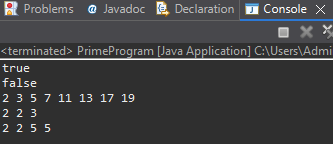 Problems @ Javadoc Declaration Console
<terminated> PrimeProgram [Java Application] C:\Users\Admi
true
false
2 3 5 7 11 13 17 19
2 2 3
2 2 5 5